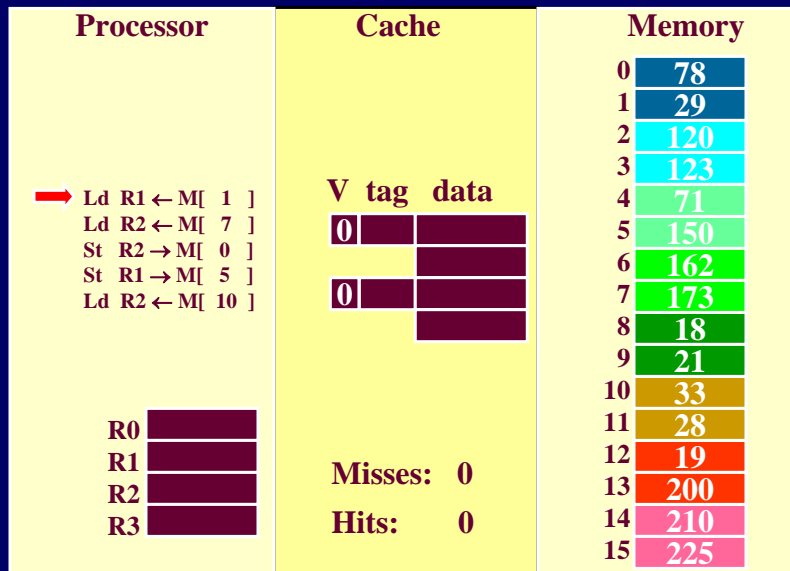 Processor
Ld R1 ← M[ 1 ]
Ld R2 ← M[ 7 ]
St R2 → M[ 0 ]
St R1 → M[ 5 ]
Ld R2 ← M[ 10 ]
R0
R1
R2
R3
Cache
V tag data
0
0
Misses: 0
Hits: 0
Memory
0 78
1 29
2 120
3 123
4 71
5 150
6 162
7 173
8 18
9 21
10 33
11 28
12 19
13 200
14 210
15 225